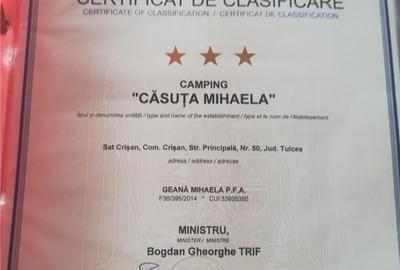 CERTIFICAT DE CLASIFICARE
CERTIFICATE OF CLASSIFICATION / CERTIFICAT DE CLASSIFICATION
CAMPING
"CĂSUȚA MIHAELA"
tipul şi denumirea unităţii / type and name of the establishment / type et le nom de l'établissement
Sat Crişan, Com. Crişan, Str. Principală, Nr. 50, Jud. Tulcea
adresa / address / adresse
GEANĂ MIHAELA P.F.A.
F36/395/2014 * CUI 33935350
MINISTRU,
MINISTER / MINISTRE
Bogdan Gheorghe TRIF